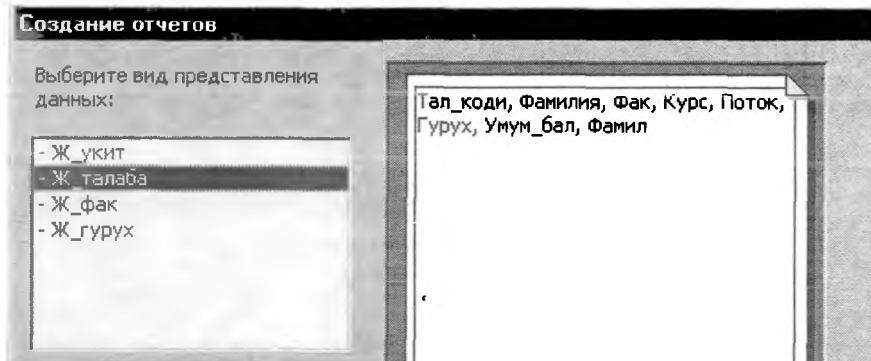 Создание отчетов
Выберите вид представления
данных:
- Ж_укит
- Ж_талаба
- Ж_фак
- Ж_гурух
Тал_коди, Фамилия, Фак, Курс, Поток,
Гурух, Умум_бал, Фамил